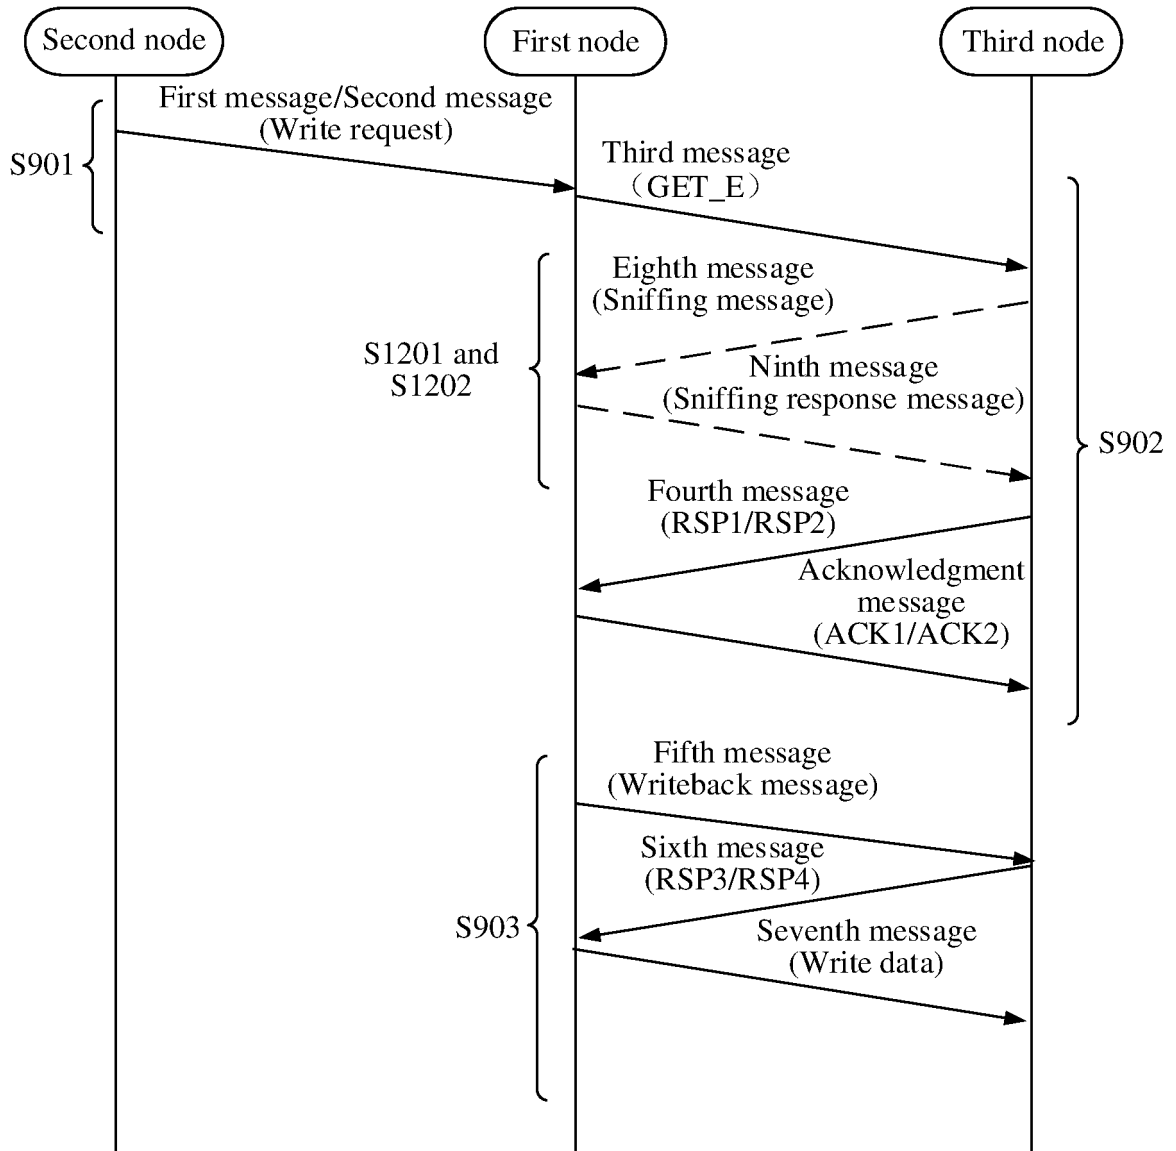 Second node
First node
Third node
First message/Second message
(Write request)
S901
Third message
（GET_E）
Eighth message
(Sniffing message)
S1201 and
S1202
Ninth message
(Sniffing response message)
S902
Fourth message
(RSP1/RSP2)
Acknowledgment
message
(ACK1/ACK2)
Fifth message
(Writeback message)
Sixth message
(RSP3/RSP4)
S903
Seventh message
(Write data)